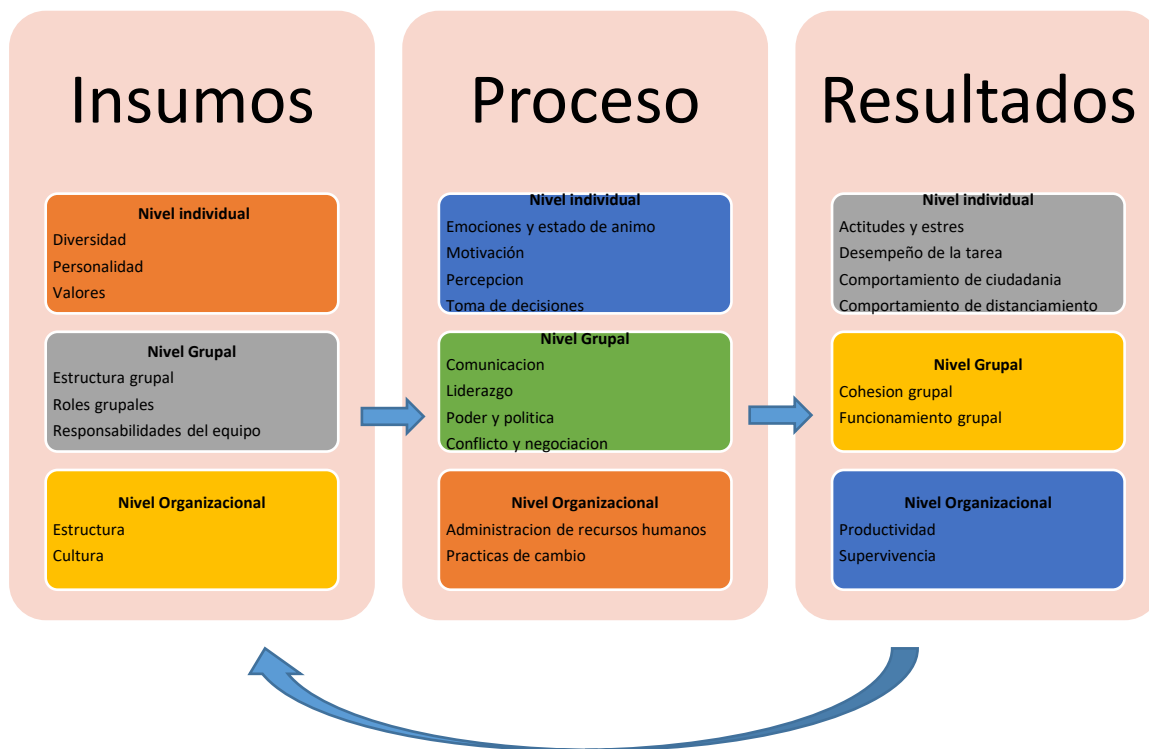 Insumos
Nivel individual
Diversidad
Personalidad
Valores
Nivel Grupal
Estructura grupal
Roles grupales
Responsabilidades del equipo
Nivel Organizacional
Estructura
Cultura
Proceso
Nivel individual
Emociones y estado de animo
Motivación
Percepcion
Toma de decisiones
Nivel Grupal
Comunicacion
Liderazgo
Poder y politica
Conflicto y negociacion
Nivel Organizacional
Administracion de recursos humanos
Practicas de cambio
Resultados
Nivel individual
Actitudes y estres
Desempeño de la tarea
Comportamiento de ciudadania
Comportamiento de distanciamiento
Nivel Grupal
Cohesion grupal
Funcionamiento grupal
Nivel Organizacional
Productividad
Supervivencia